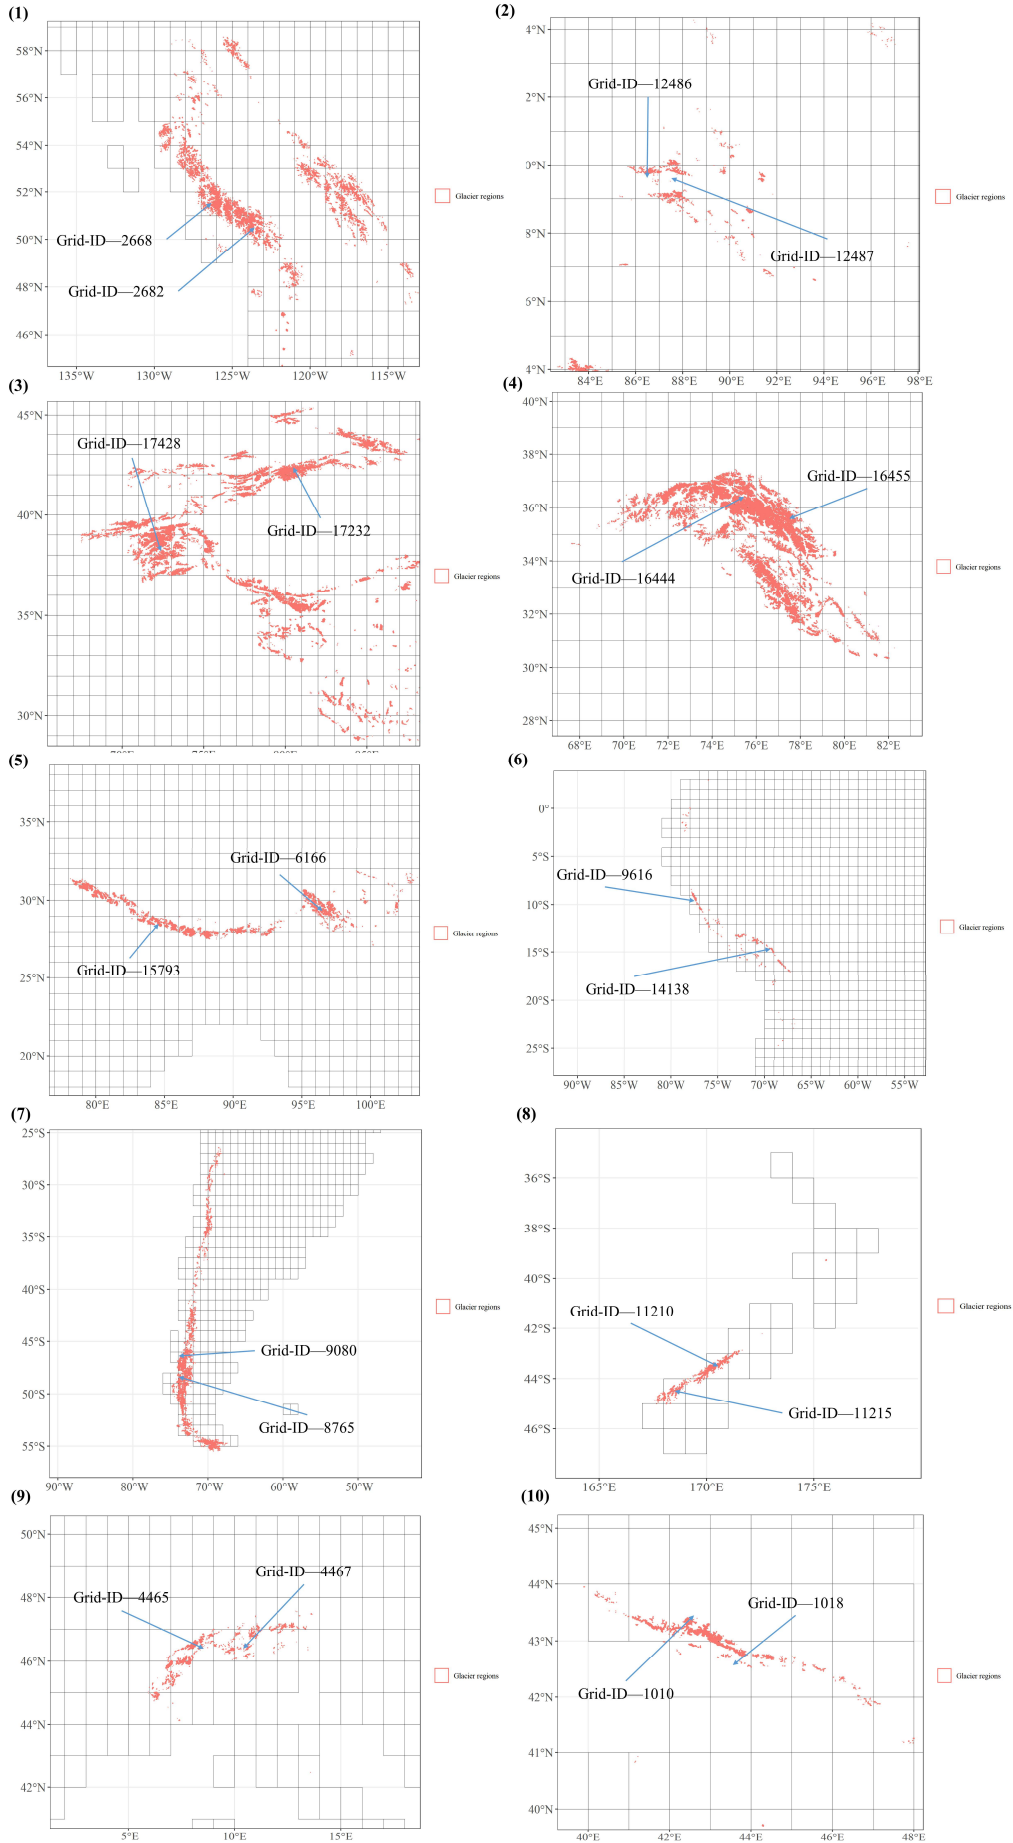 (1)
58°N
56°N
54°N
52°N
50°N
48°N
46°N
135°W 130°W 125°W 120°W 115°W
Grid-ID—2668
Grid-ID—2682
Glacier regions
(2)
4°N
2°N
0°N
8°N
5°N
4°N
84°E 86°E 88°E 90°E 92°E 94°E 96°E 98°E
Grid-ID—12486
Grid-ID—12487
Glacier regions
(3)
45°N
40°N
35°N
30°N
Grid-ID—17428
Grid-ID—17232
Glacier regions
(4)
40°N
38°N
36°N
34°N
32°N
30°N
28°N
68°E 70°E 72°E 74°E 76°E 78°E 80°E 82°E
Grid-ID—16455
Grid-ID—16444
Glacier regions
(5)
35°N
30°N
25°N
20°N
80°E 85°E 90°E 95°E 100°E
Grid-ID—6166
Grid-ID—15793
Glacier regions
(6)
0°
5°S
10°S
15°S
20°S
25°S
90°W 85°W 80°W 75°W 70°W 65°W 60°W 55°W
Grid-ID—9616
Grid-ID—14138
Glacier regions
(7)
25°S
30°S
35°S
40°S
45°S
50°S
55°S
90°W 80°W 70°W 60°W 50°W
Grid-ID—9080
Grid-ID—8765
Glacier regions
(8)
36°S
38°S
40°S
42°S
44°S
46°S
165°E 170°E 175°E
Grid-ID—11210
Grid-ID—11215
Glacier regions
(9)
50°N
48°N
46°N
44°N
42°N
5°E 10°E 15°E
Grid-ID—4467
Grid-ID—4465
Glacier regions
(10)
45°N
44°N
43°N
42°N
41°N
40°N
40°E 42°E 44°E 46°E 48°E
Grid-ID—1018
Grid-ID—1010
Glacier regions